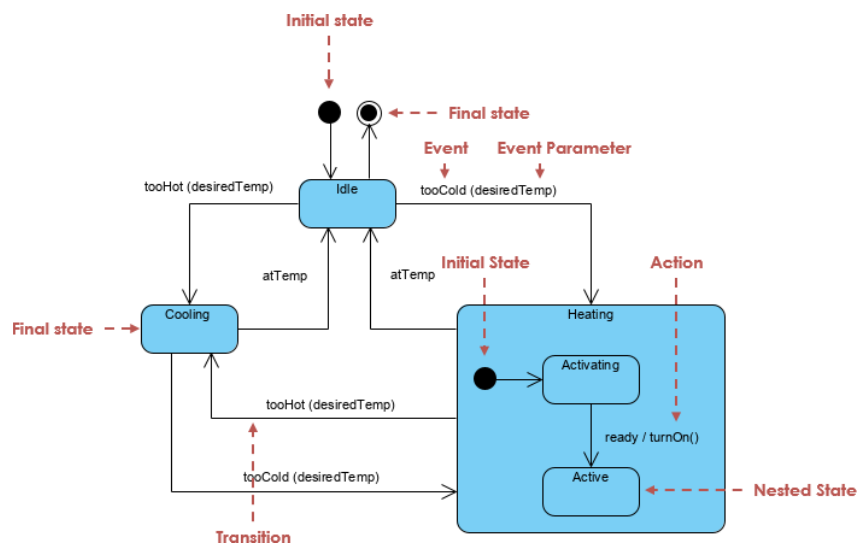 Initial state
Final state
Event
Event Parameter
tooHot (desiredTemp)
Idle
tooCold (desiredTemp)
atTemp
atTemp
Initial State
Action
Final state
Cooling
Heating
Activating
tooHot (desiredTemp)
ready / turnOn()
tooCold (desiredTemp)
Active
Nested State
Transition